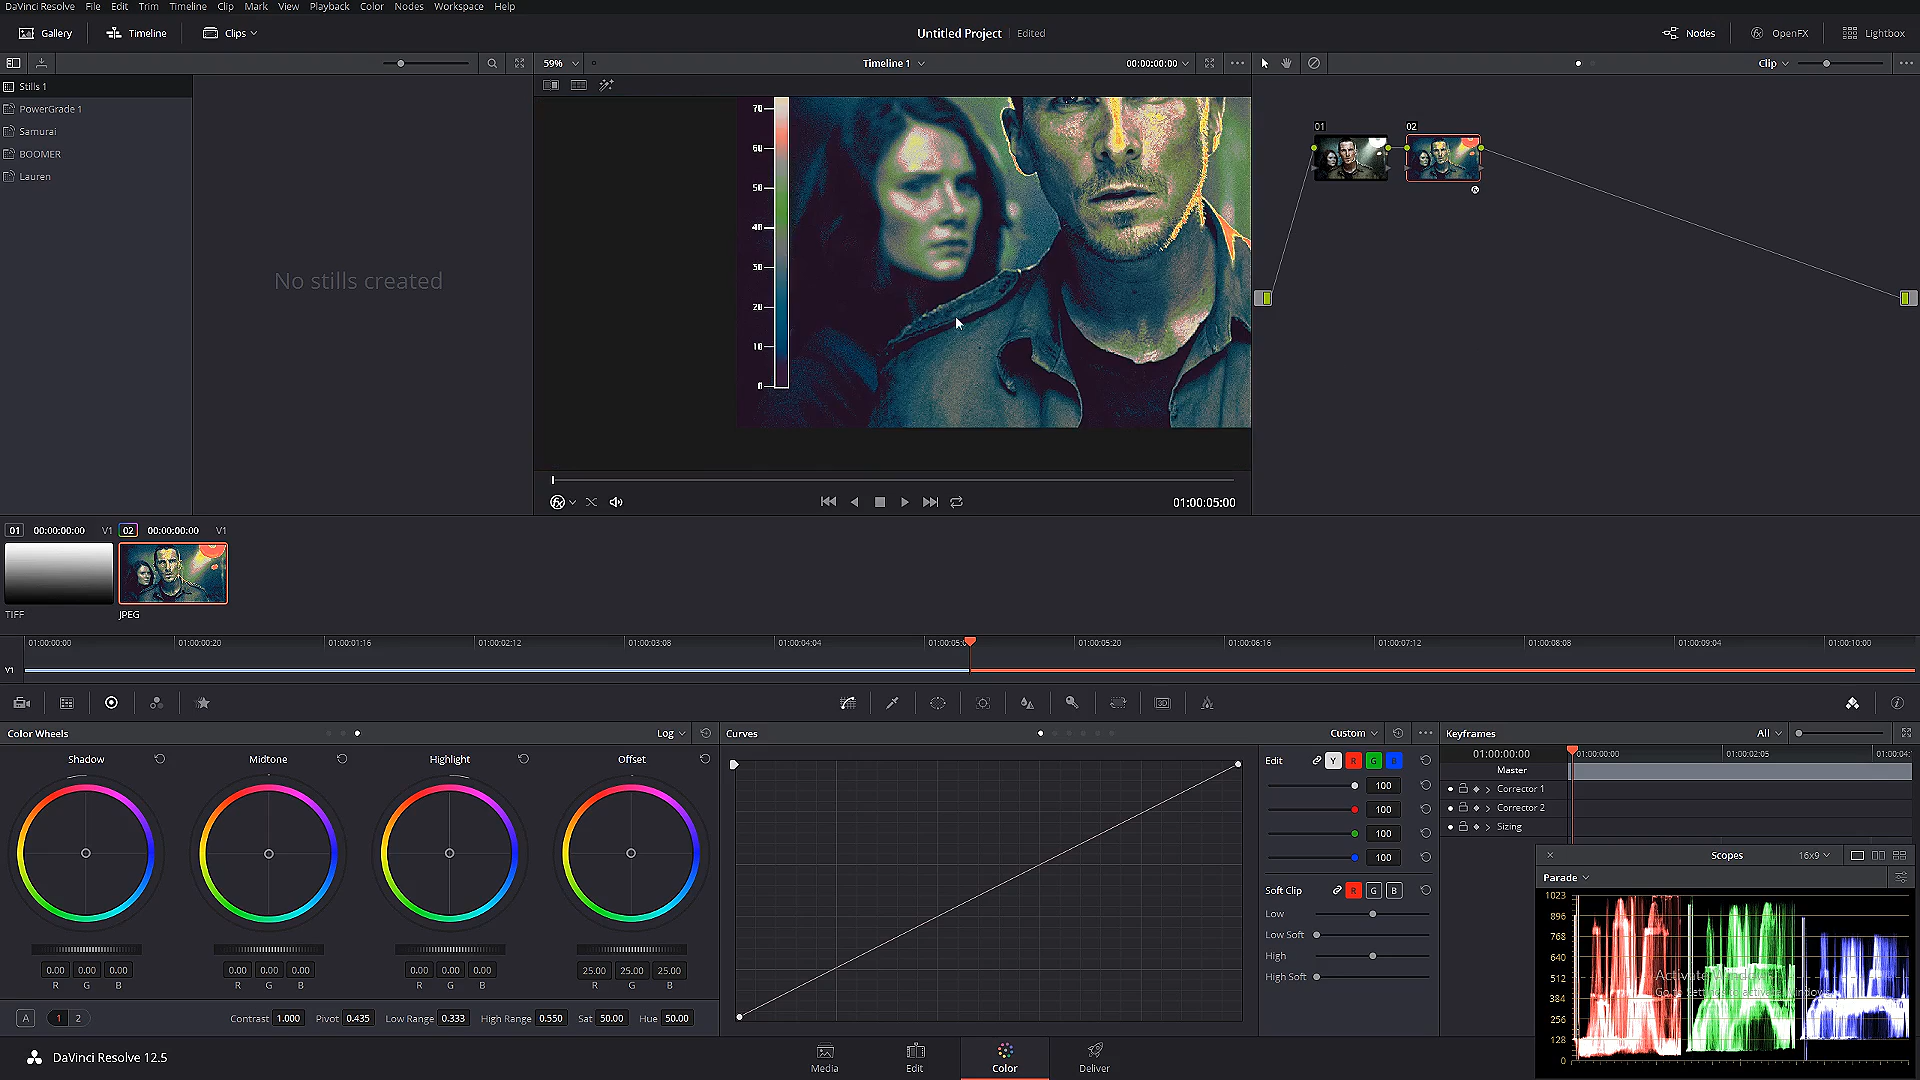 DaVinci Resolve File Edit Trim Timeline Clip Mark View Playback Color Nodes Workspace Help
Gallery Timeline Clips Untitled Project Edited Nodes OpenFX Lightbox
59% Timeline 1 00:00:00:00 Clip
Stills 1
PowerGrade 1
Samurai
BOOMER
Lauren
No stills created
70
60
50
40
30
20
10
0
01 02
01:00:05:00
01 00:00:00:00 V1 02 00:00:00:00 V1
TIFF JPEG
01:00:00:00 01:00:00:20 01:00:01:16 01:00:02:12 01:00:03:08 01:00:04:04 01:00:05:20 01:00:06:16 01:00:07:12 01:00:08:08 01:00:09:04 01:00:10:00
V1
Color Wheels Log Curves Custom Keyframes All
Shadow Midtone Highlight Offset
0.00 0.00 0.00 0.00 0.00 0.00 0.00 0.00 0.00 25.00 25.00 25.00
R G B R G B R G B R G B
A 1 2 Contrast 1.000 Pivot 0.435 Low Range 0.333 High Range 0.550 Sat 50.00 Hue 50.00
Edit Y R G B
100
100
100
100
Soft Clip R G B
Low
Low Soft
High
High Soft
01:00:00:00 01:00:00:00 01:00:02:05
Master
Corrector 1
Corrector 2
Sizing
Scopes 16x9
Parade
1023
896
768
640
512
384
256
128
0
DaVinci Resolve 12.5 Media Edit Color Deliver